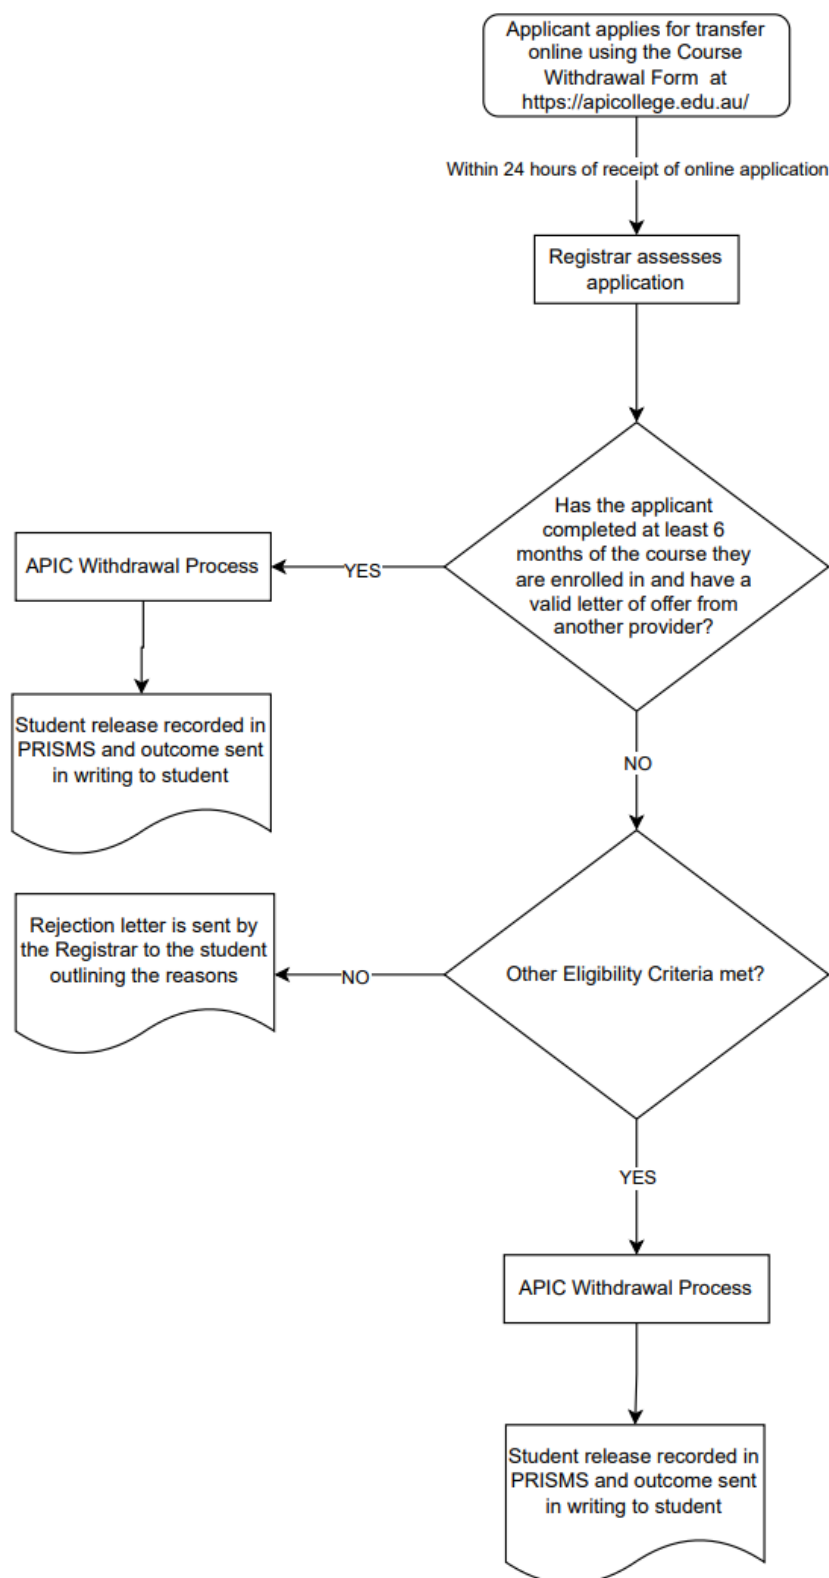 Applicant applies for transfer
online using the Course
Withdrawal Form at
https://apicollege.edu.au/
Within 24 hours of receipt of online application
Registrar assesses
application
Has the applicant
completed at least 6
months of the course they
are enrolled in and have a
valid letter of offer from
another provider?
YES
APIC Withdrawal Process
Student release recorded in
PRISMS and outcome sent
in writing to student
NO
Other Eligibility Criteria met?
NO
Rejection letter is sent by
the Registrar to the student
outlining the reasons
YES
APIC Withdrawal Process
Student release recorded in
PRISMS and outcome sent
in writing to student